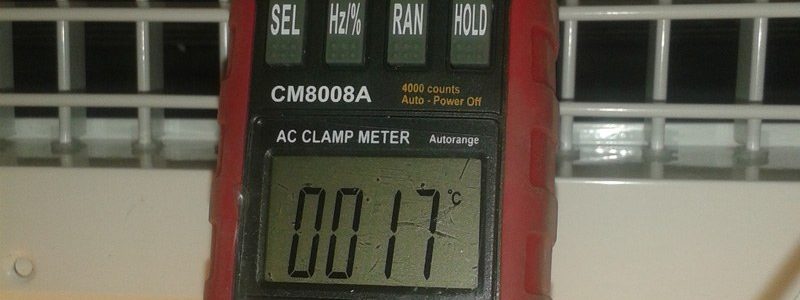 SEL Hz/% RAN HOLD
CM8008A
4000 counts
Auto - Power Off
AC CLAMP METER Autorange
0017 °C